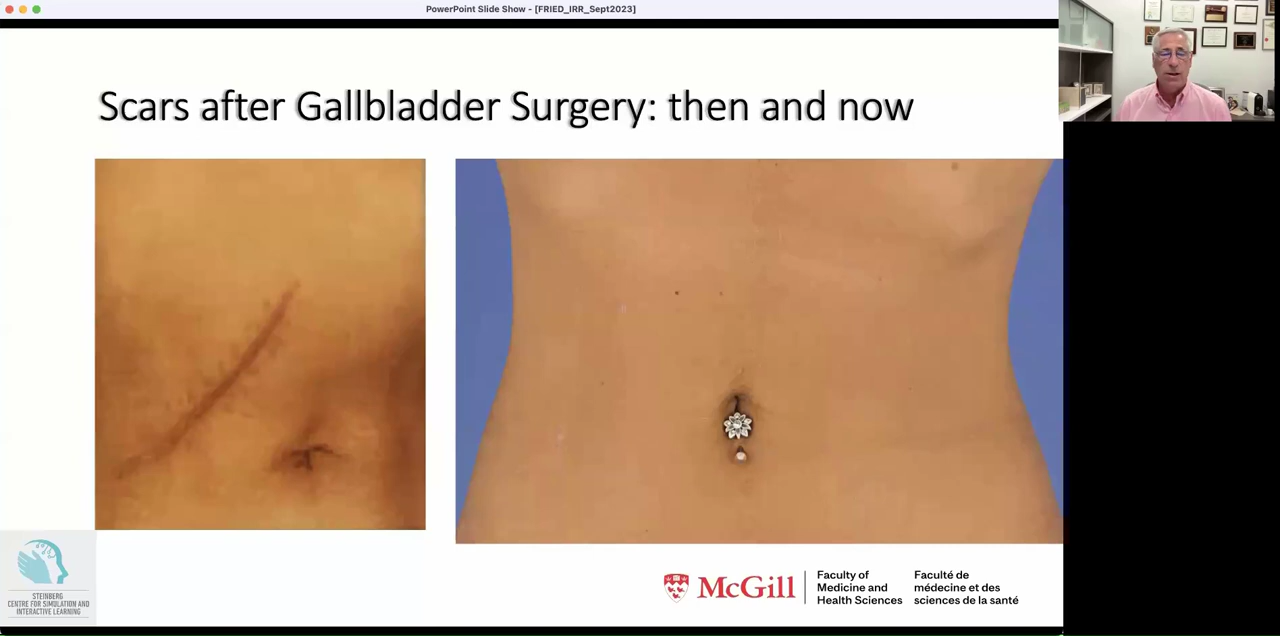 PowerPoint Slide Show - [FRIED_IRR_Sept2023]
Scars after Gallbladder Surgery: then and now
STEINBERG
CENTRE FOR SIMULATION AND
INTERACTIVE LEARNING
McGill
Faculty of
Medicine and
Health Sciences
Faculté de
médecine et des
sciences de la santé